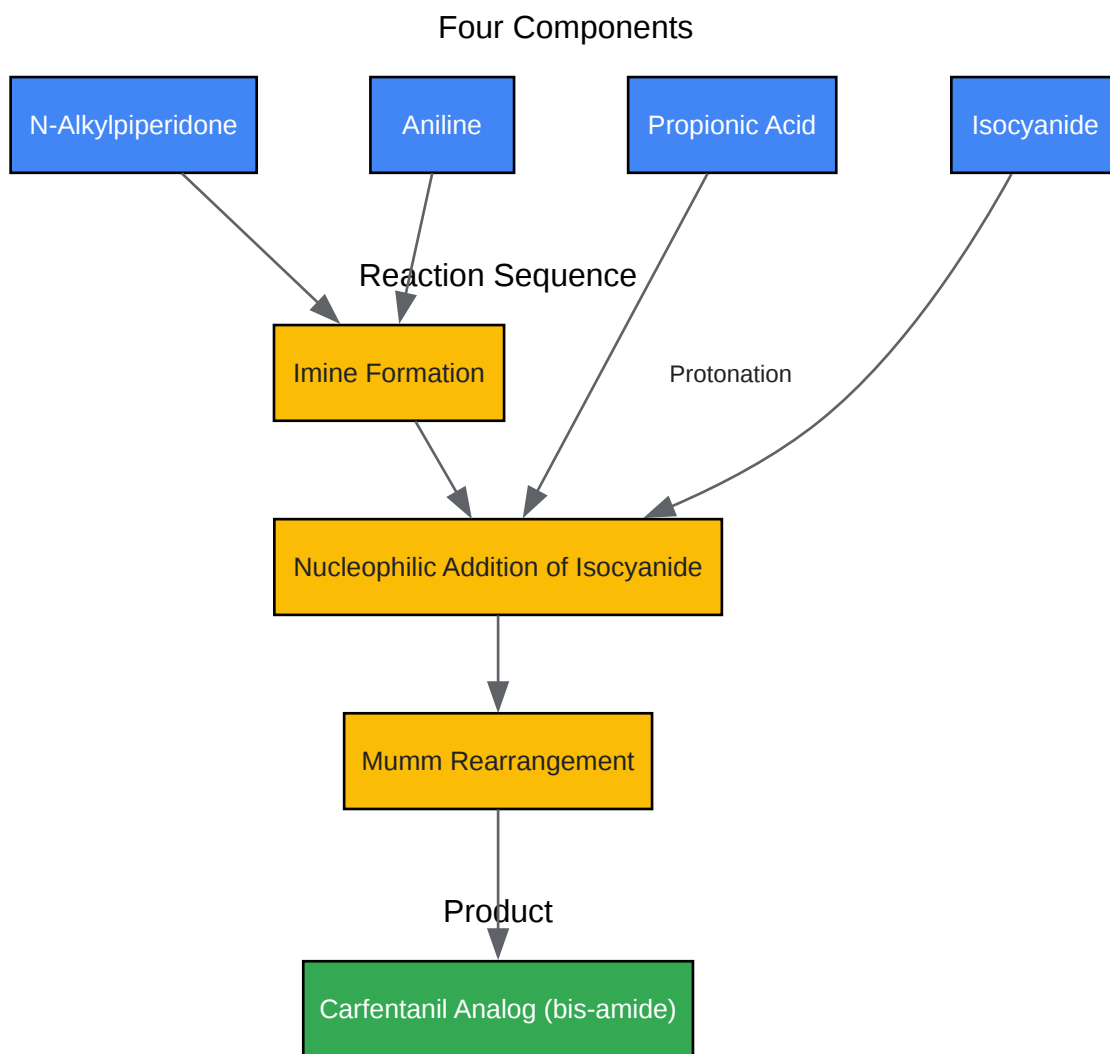 Four Components
N-Alkylpiperidone
Aniline
Propionic Acid
Isocyanide
Reaction Sequence
Imine Formation
Protonation
Nucleophilic Addition of Isocyanide
Mumm Rearrangement
Product
Carfentanil Analog (bis-amide)